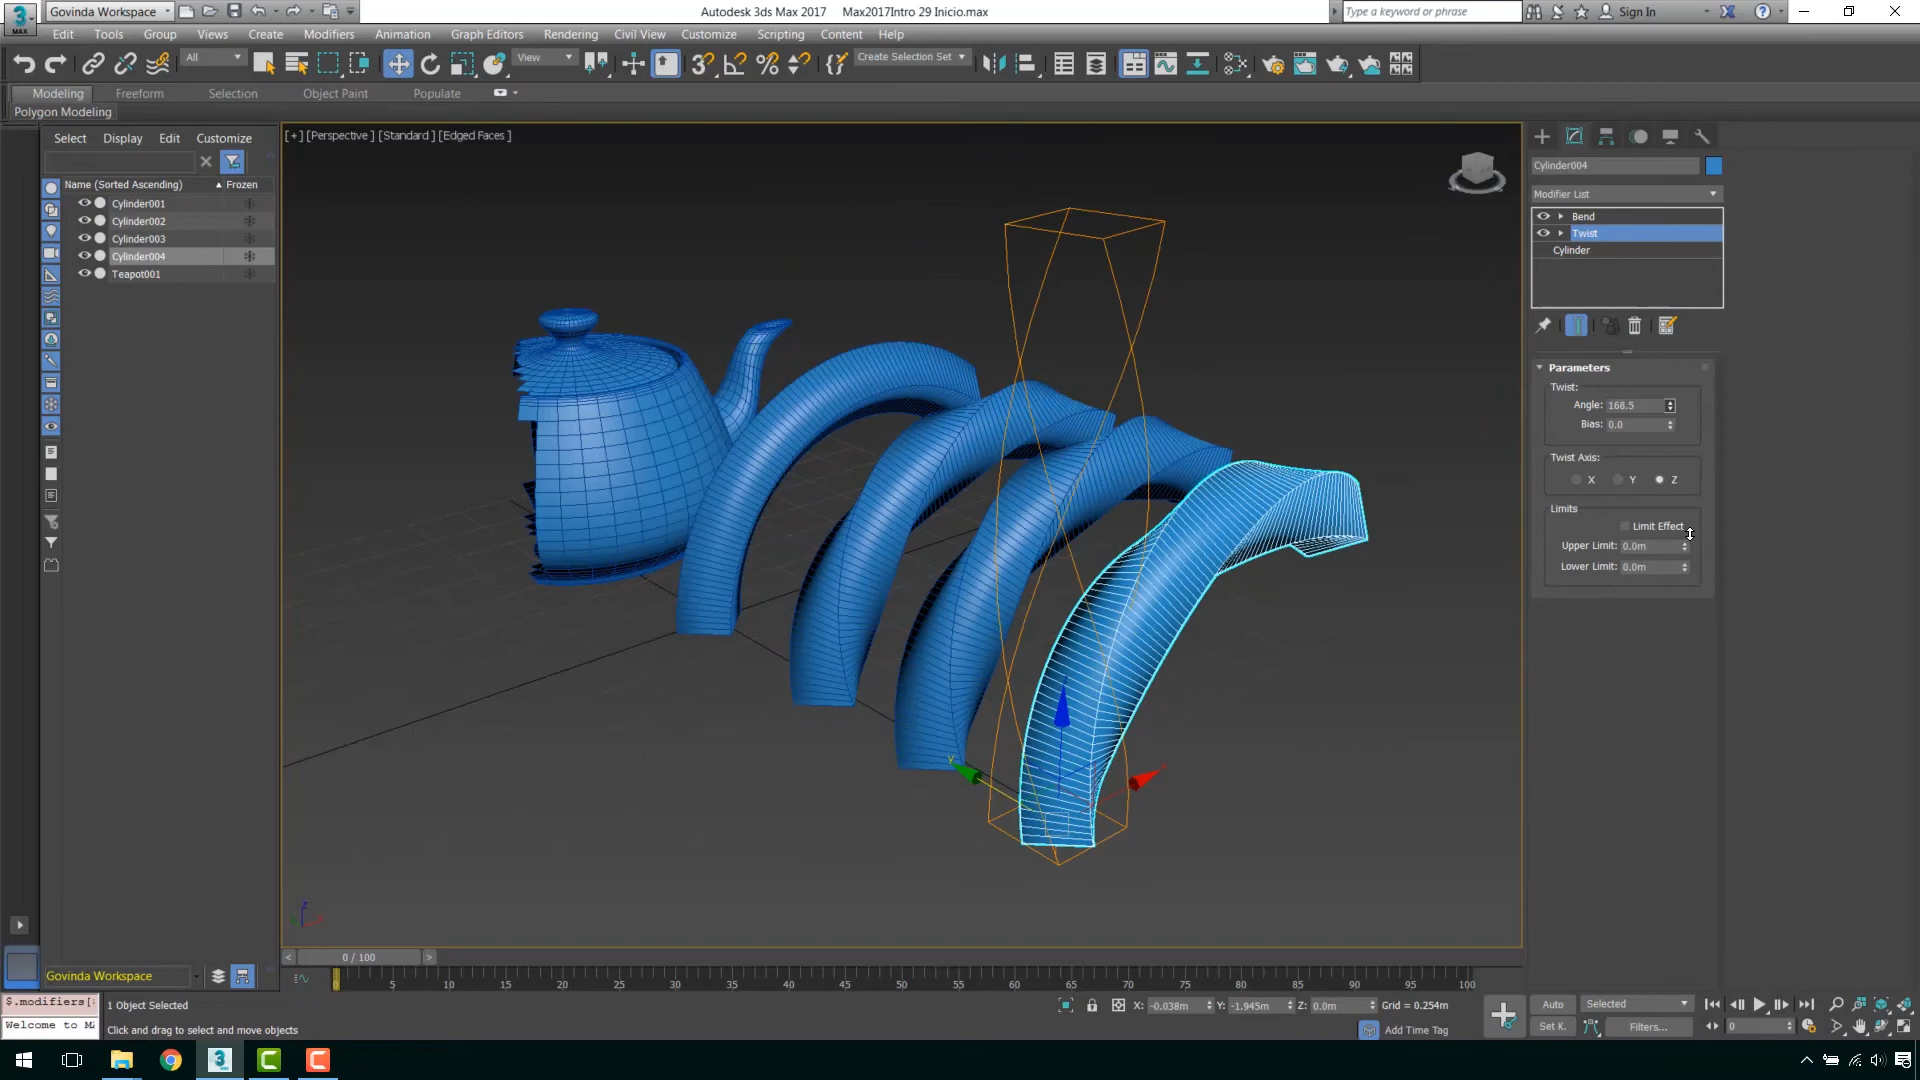 Govinda Workspace
Autodesk 3ds Max 2017    Max2017Intro 29 Inicio.max
Type a keyword or phrase
Sign In
3
MAX
Edit Tools Group Views Create Modifiers Animation Graph Editors Rendering Civil View Customize Scripting Content Help
All
View
Create Selection Set
Modeling Freeform Selection Object Paint Populate
Polygon Modeling
Select Display Edit Customize
Name (Sorted Ascending) Frozen
Cylinder001
Cylinder002
Cylinder003
Cylinder004
Teapot001
[+] [Perspective] [Standard] [Edged Faces]
Cylinder004
Modifier List
Bend
Twist
Cylinder
Parameters
Twist:
Angle: 168.5
Bias: 0.0
Twist Axis:
X Y Z
Limits
Limit Effect
Upper Limit: 0.0m
Lower Limit: 0.0m
y
z
< 0 / 100 >
Govinda Workspace
0 5 10 15 20 25 30 35 40 45 50 55 60 65 70 75 80 85 90 95 100
$.modifiers[
1 Object Selected
X: -0.038m Y: -1.945m Z: 0.0m Grid = 0.254m
Auto Selected
Welcome to M
Click and drag to select and move objects
Add Time Tag
Set K. Filters...
0